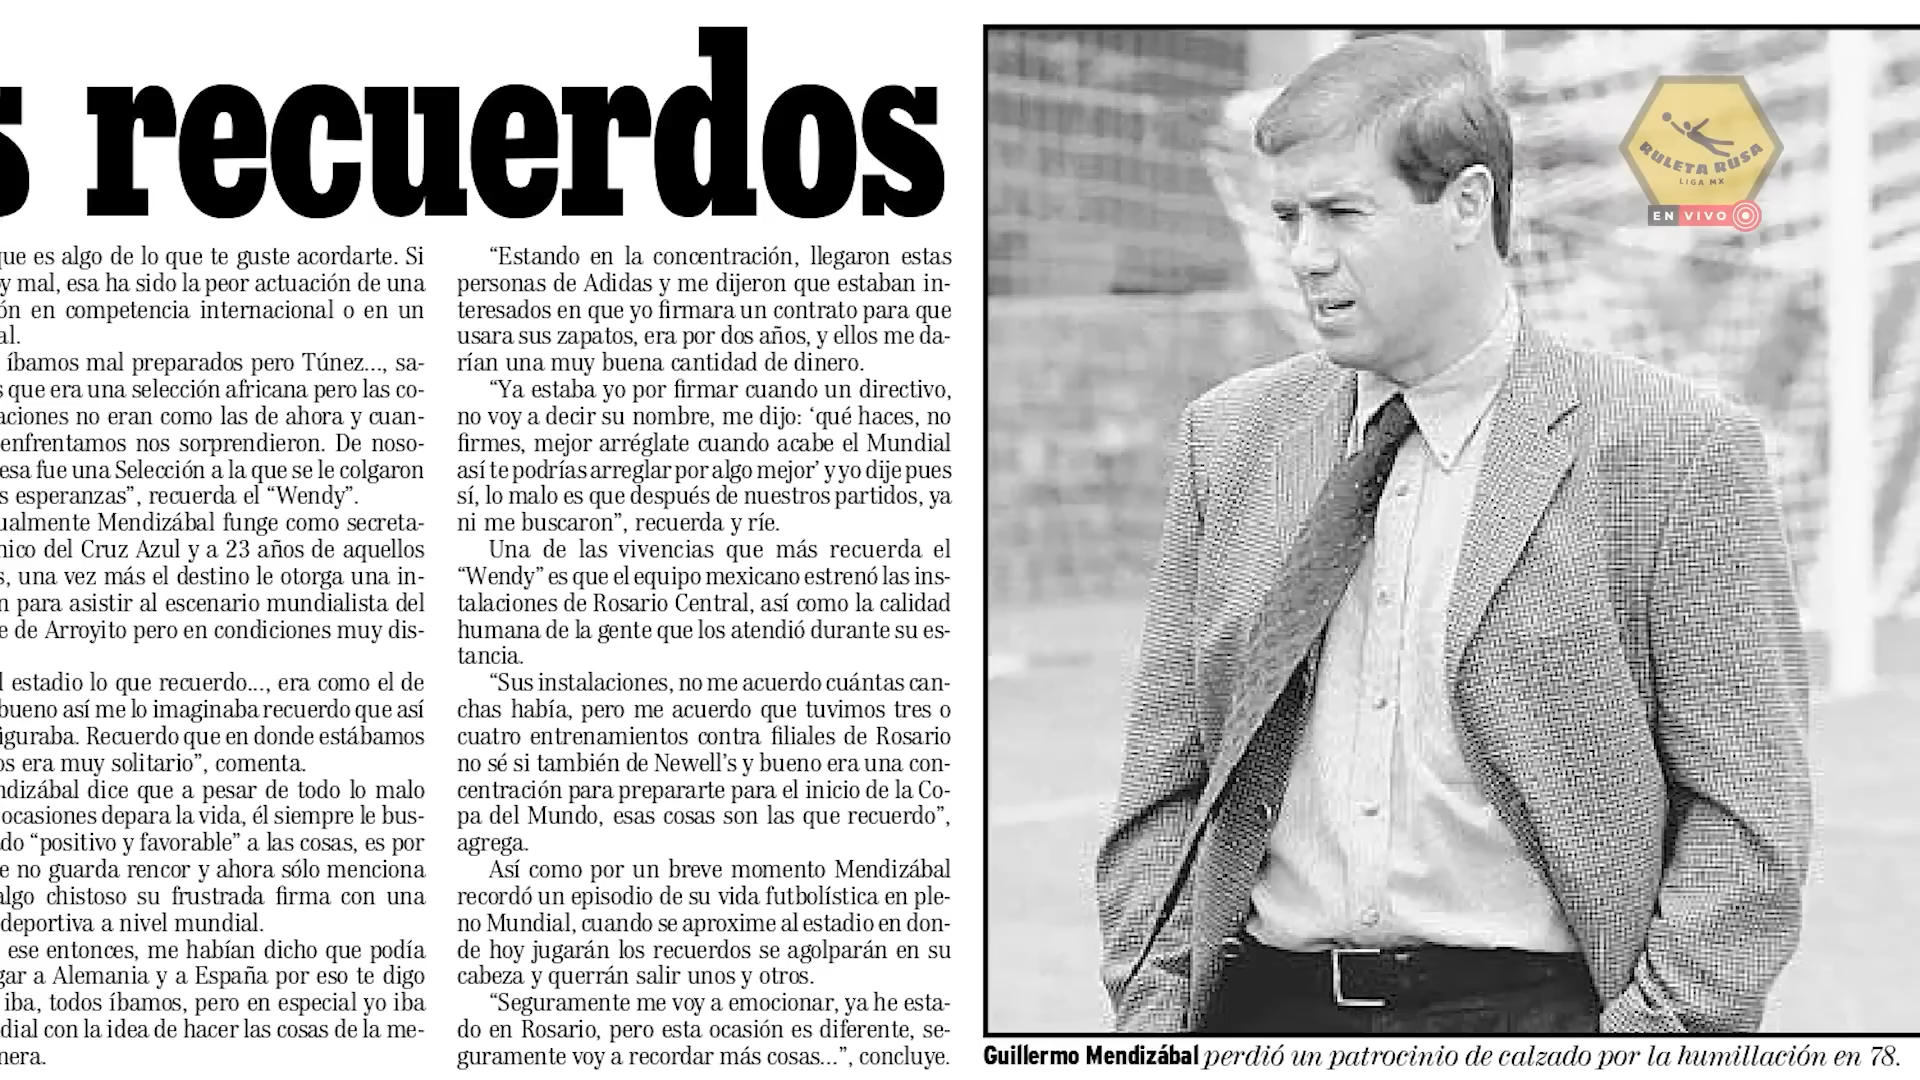 s recuerdos
que es algo de lo que te guste acordarte. Si
y mal, esa ha sido la peor actuación de una
ón en competencia internacional o en un
al.
íbamos mal preparados pero Túnez..., sa-
s que era una selección africana pero las co-
aciones no eran como las de ahora y cuan-
enfrentamos nos sorprendieron. De noso-
esa fue una Selección a la que se le colgaron
s esperanzas”, recuerda el “Wendy”.
ualmente Mendizábal funge como secreta-
nico del Cruz Azul y a 23 años de aquellos
s, una vez más el destino le otorga una in-
n para asistir al escenario mundialista del
e de Arroyito pero en condiciones muy dis-
l estadio lo que recuerdo..., era como el de
bueno así me lo imaginaba recuerdo que así
iguraba. Recuerdo que en donde estábamos
os era muy solitario”, comenta.
ndizábal dice que a pesar de todo lo malo
ocasiones depara la vida, él siempre le bus-
do “positivo y favorable” a las cosas, es por
e no guarda rencor y ahora sólo menciona
algo chistoso su frustrada firma con una
deportiva a nivel mundial.
ese entonces, me habían dicho que podía
gar a Alemania y a España por eso te digo
iba, todos íbamos, pero en especial yo iba
dial con la idea de hacer las cosas de la me-
nera.
“Estando en la concentración, llegaron estas
personas de Adidas y me dijeron que estaban in-
teresados en que yo firmara un contrato para que
usara sus zapatos, era por dos años, y ellos me da-
rían una muy buena cantidad de dinero.
“Ya estaba yo por firmar cuando un directivo,
no voy a decir su nombre, me dijo: ‘qué haces, no
firmes, mejor arréglate cuando acabe el Mundial
así te podrías arreglar por algo mejor’ y yo dije pues
sí, lo malo es que después de nuestros partidos, ya
ni me buscaron”, recuerda y ríe.
Una de las vivencias que más recuerda el
“Wendy” es que el equipo mexicano estrenó las ins-
talaciones de Rosario Central, así como la calidad
humana de la gente que los atendió durante su es-
tancia.
“Sus instalaciones, no me acuerdo cuántas can-
chas había, pero me acuerdo que tuvimos tres o
cuatro entrenamientos contra filiales de Rosario
no sé si también de Newell’s y bueno era una con-
centración para prepararte para el inicio de la Co-
pa del Mundo, esas cosas son las que recuerdo”,
agrega.
Así como por un breve momento Mendizábal
recordó un episodio de su vida futbolística en ple-
no Mundial, cuando se aproxime al estadio en don-
de hoy jugarán los recuerdos se agolparán en su
cabeza y querrán salir unos y otros.
“Seguramente me voy a emocionar, ya he esta-
do en Rosario, pero esta ocasión es diferente, se-
guramente voy a recordar más cosas...”, concluye.
RULETA RUSA
LIGA MX
EN VIVO
Guillermo Mendizábal perdió un patrocinio de calzado por la humillación en 78.